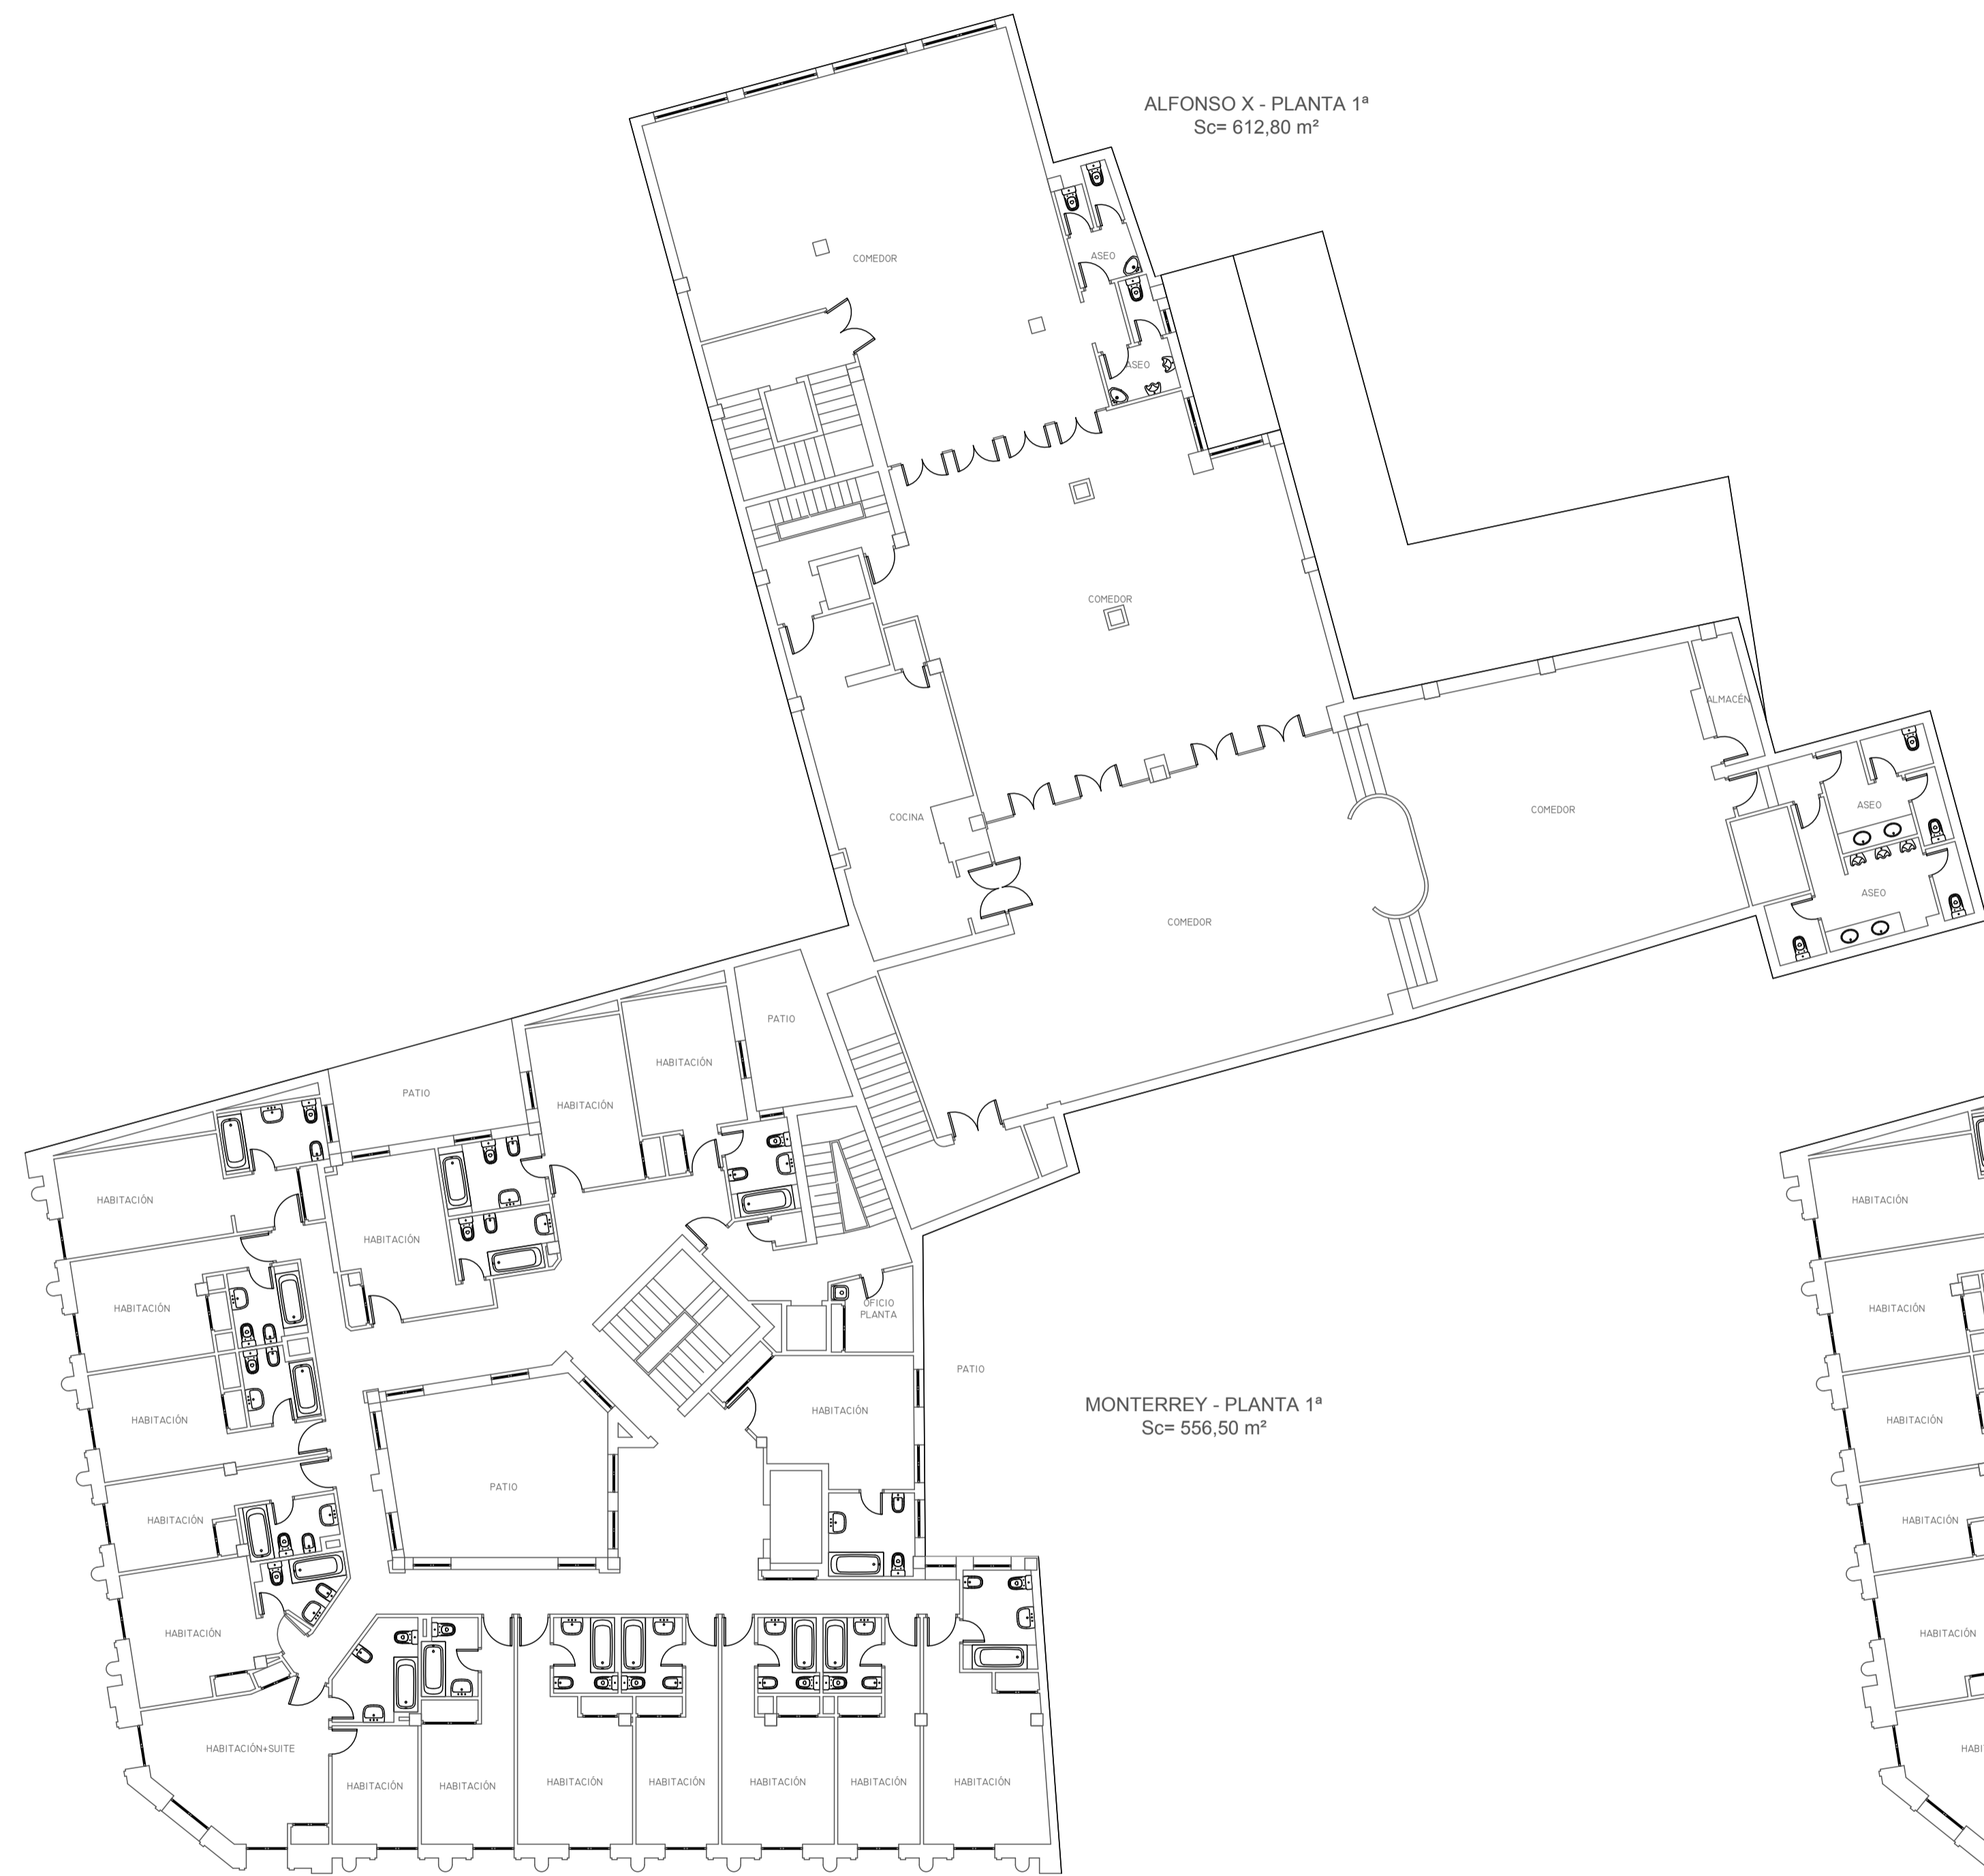 ALFONSO X - PLANTA 1ª
Sc= 612,80 m²
COMEDOR
ASEO
ASEO
COMEDOR
ALMACÉN
COCINA
COMEDOR
ASEO
ASEO
COMEDOR
PATIO
HABITACIÓN
PATIO
HABITACIÓN
HABITACIÓN
HABITACIÓN
HABITACIÓN
HABITACIÓN
OFICIO
PLANTA
PATIO
HABITACIÓN
HABITACIÓN
MONTERREY - PLANTA 1ª
Sc= 556,50 m²
PATIO
HABITACIÓN
HABITACIÓN
HABITACIÓN+SUITE
HABITACIÓN
HABITACIÓN
HABITACIÓN
HABITACIÓN
HABITACIÓN
HABITACIÓN
HABITACIÓN
HABITACIÓN
HABITACIÓN
HABITACIÓN
HABITACIÓN
HABITACIÓN
HABI